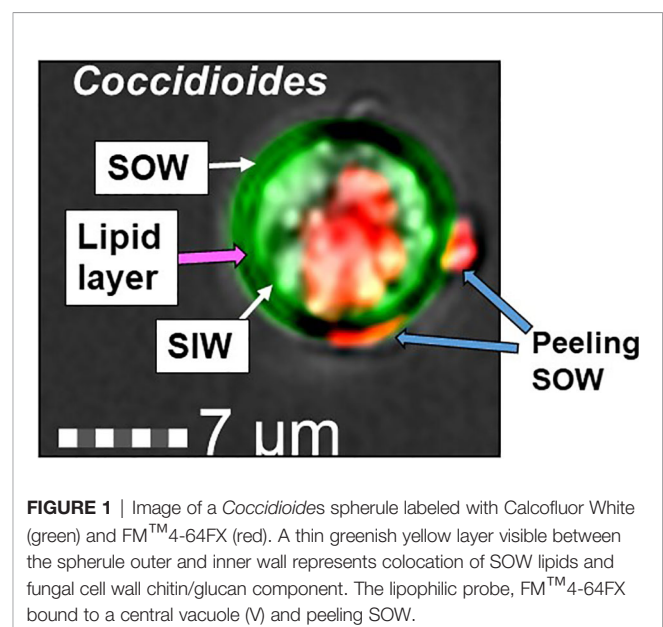 Coccidioides
SOW
Lipid
layer
SIW
Peeling
SOW
7 µm
FIGURE 1 | Image of a Coccidioides spherule labeled with Calcofluor White
(green) and FM™4-64FX (red). A thin greenish yellow layer visible between
the spherule outer and inner wall represents colocation of SOW lipids and
fungal cell wall chitin/glucan component. The lipophilic probe, FM™4-64FX
bound to a central vacuole (V) and peeling SOW.